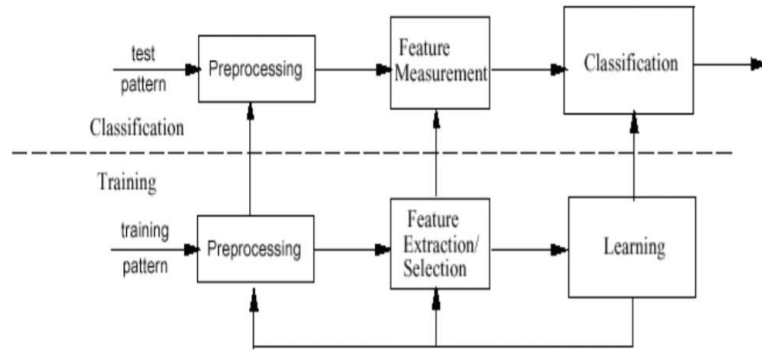 test
pattern
Preprocessing
Feature
Measurement
Classification
Classification
Training
training
pattern
Preprocessing
Feature
Extraction/
Selection
Learning